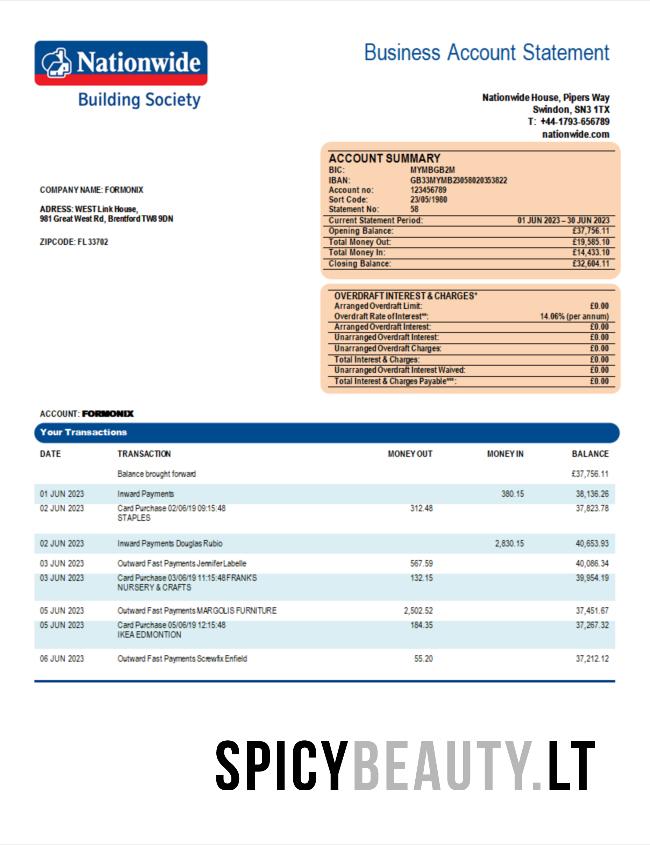 Nationwide
Building Society
Business Account Statement
Nationwide House, Pipers Way
Swindon, SN3 1TX
T: +44-1793-656789
nationwide.com
ACCOUNT SUMMARY
BIC: MYMBGB2M
IBAN: GB33MYMB23058020353822
Account no: 123456789
Sort Code: 23/05/1980
Statement No: 58
Current Statement Period: 01 JUN 2023 – 30 JUN 2023
Opening Balance: £37,756.11
Total Money Out: £19,585.10
Total Money In: £14,433.10
Closing Balance: £32,604.11
COMPANY NAME: FORMONIX
ADRESS: WEST Link House,
981 Great West Rd, Brentford TW8 9DN
ZIPCODE: FL 33702
OVERDRAFT INTEREST & CHARGES*
Arranged Overdraft Limit: £0.00
Overdraft Rate of Interest**: 14.06% (per annum)
Arranged Overdraft Interest: £0.00
Unarranged Overdraft Interest: £0.00
Unarranged Overdraft Charges: £0.00
Total Interest & Charges: £0.00
Unarranged Overdraft Interest Waived: £0.00
Total Interest & Charges Payable***: £0.00
ACCOUNT: FORMONIX
Your Transactions
DATE TRANSACTION MONEY OUT MONEY IN BALANCE
Balance brought forward £37,756.11
01 JUN 2023 Inward Payments 380.15 38,136.26
02 JUN 2023 Card Purchase 02/06/19 09:15:48 312.48 37,823.78
STAPLES
02 JUN 2023 Inward Payments Douglas Rubio 2,830.15 40,653.93
03 JUN 2023 Outward Fast Payments Jennifer Labelle 567.59 40,086.34
03 JUN 2023 Card Purchase 03/06/19 11:15:48 FRANK'S 132.15 39,954.19
NURSERY & CRAFTS
05 JUN 2023 Outward Fast Payments MARGOLIS FURNITURE 2,502.52 37,451.67
05 JUN 2023 Card Purchase 05/06/19 12:15:48 184.35 37,267.32
IKEA EDMONTION
06 JUN 2023 Outward Fast Payments Screwfix Enfield 55.20 37,212.12
SPICYBEAUTY.LT